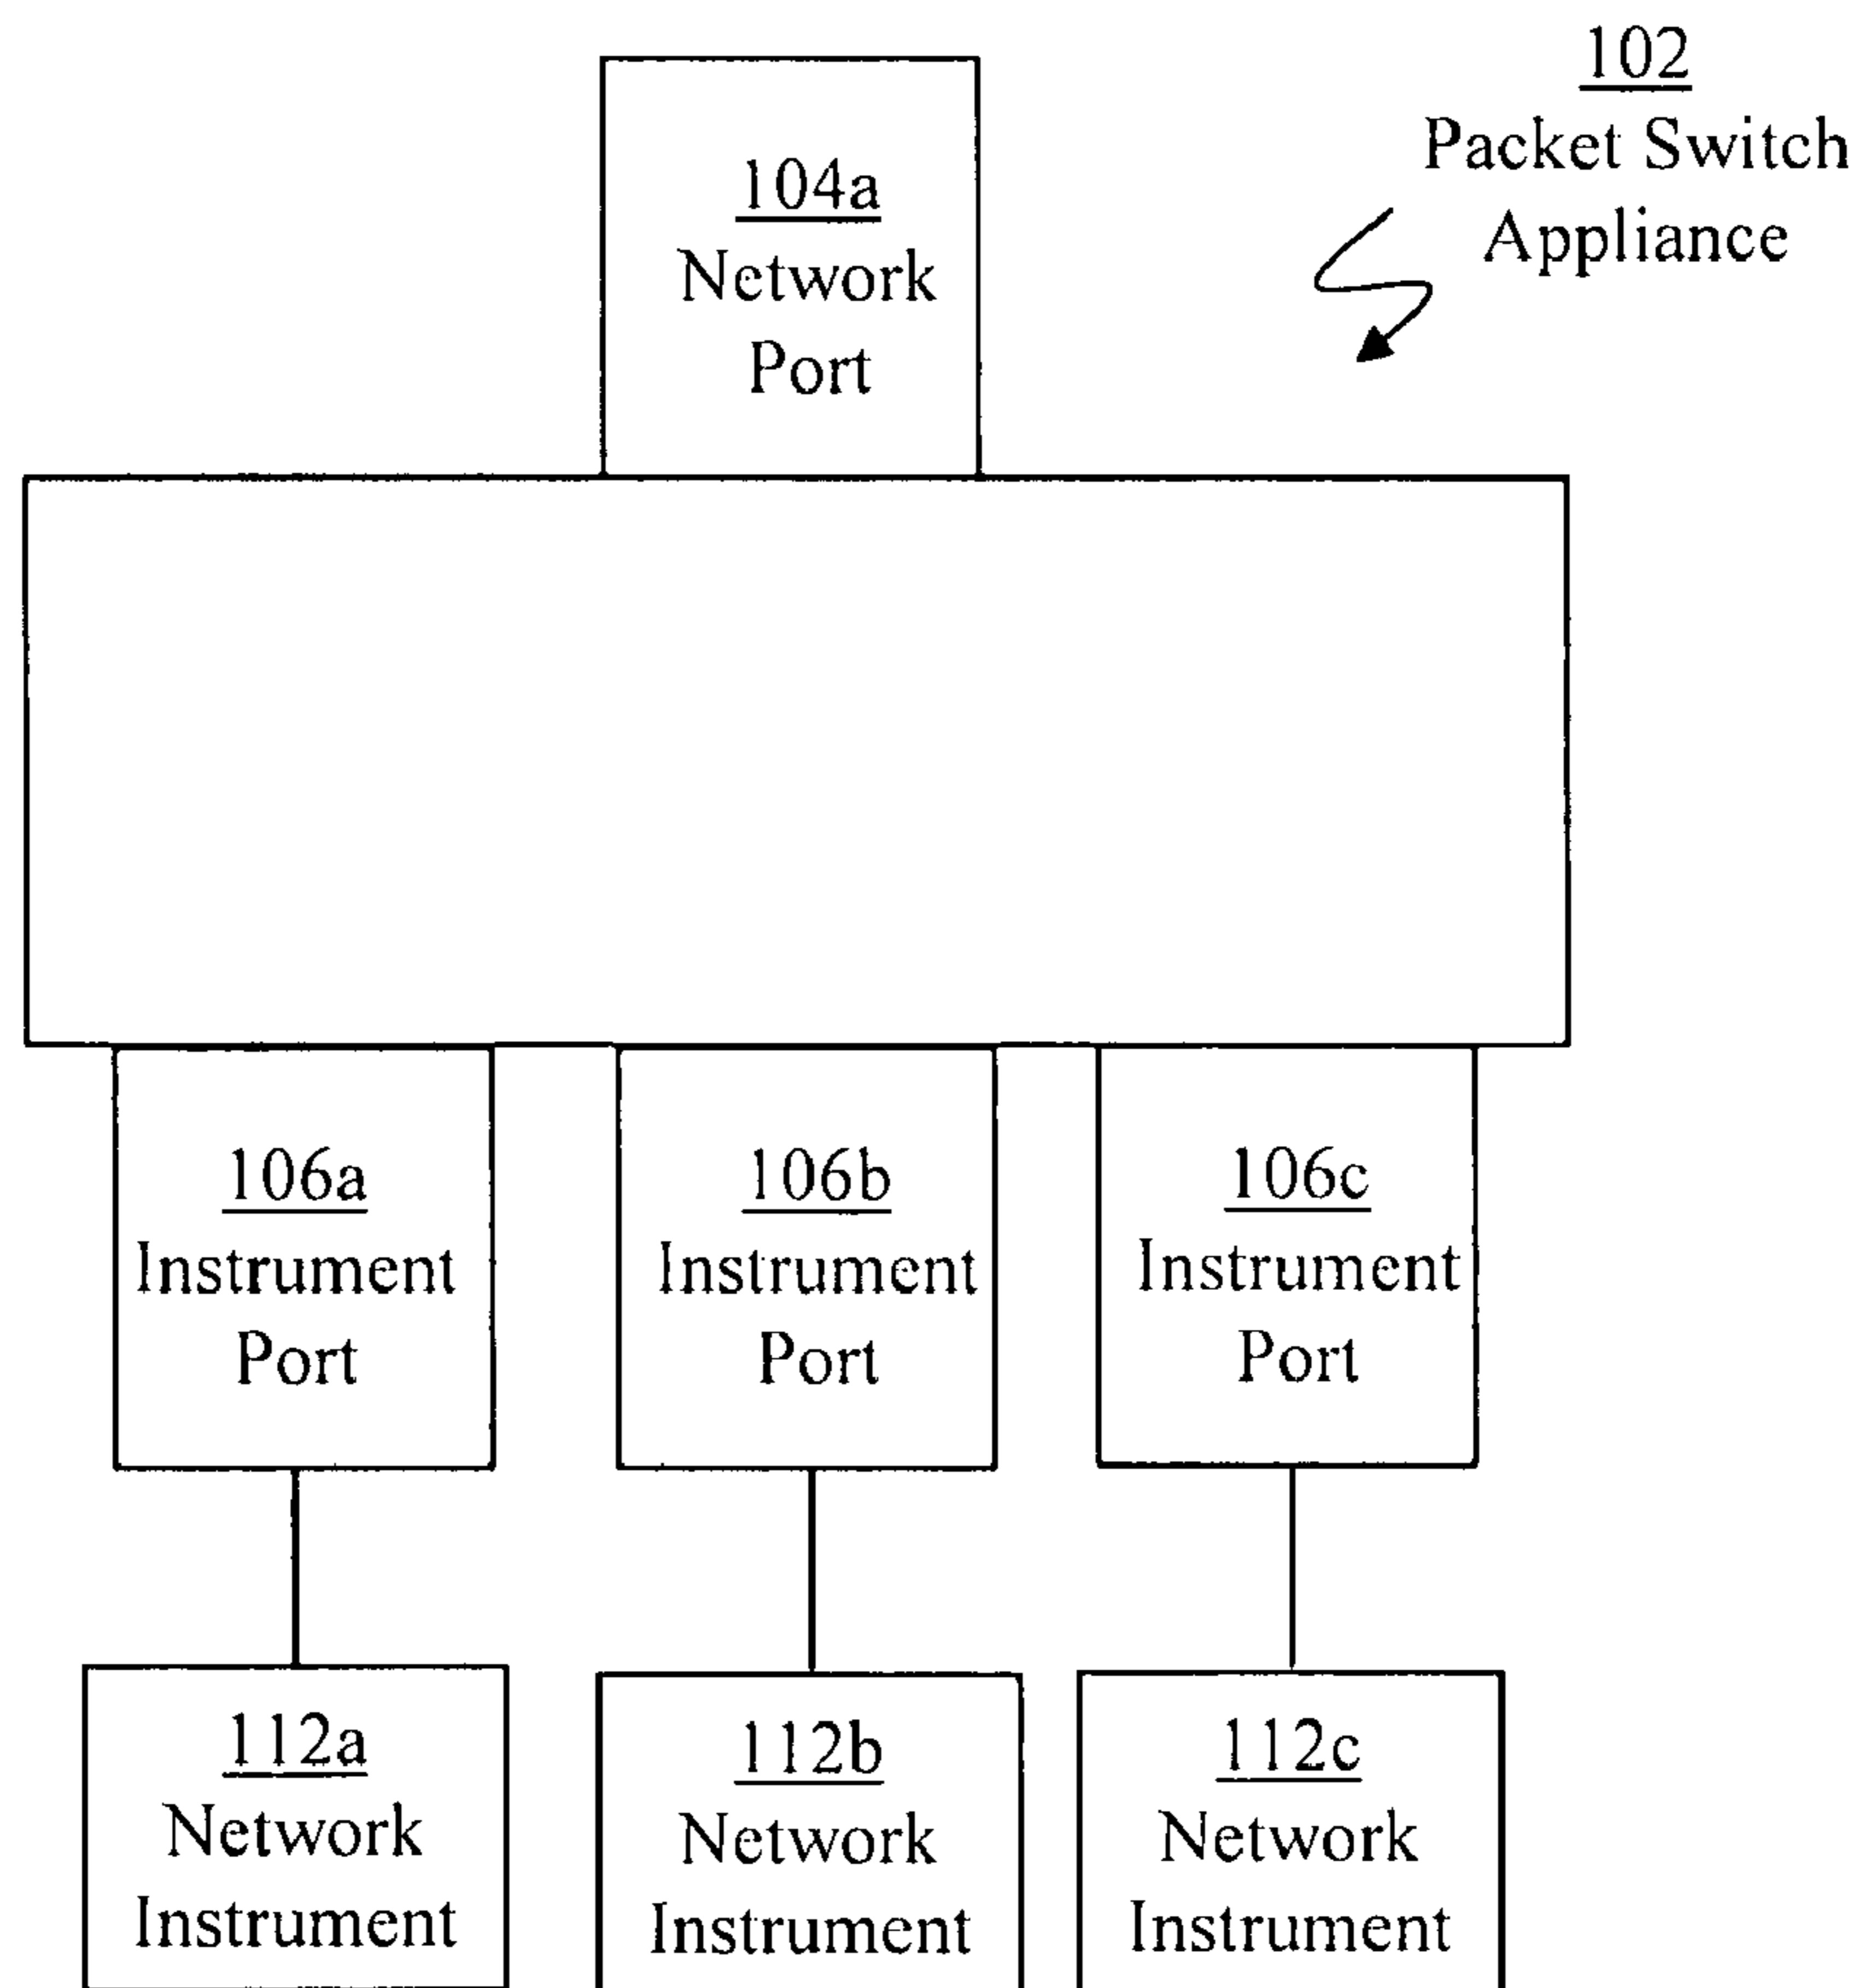 102
Packet Switch
Appliance
104a
Network
Port
106a
Instrument
Port
106b
Instrument
Port
106c
Instrument
Port
112a
Network
Instrument
112b
Network
Instrument
112c
Network
Instrument